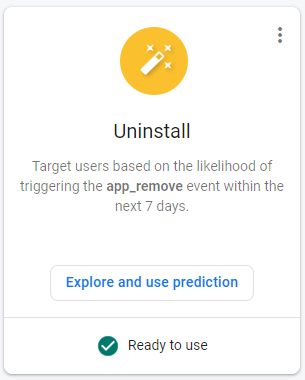 Uninstall
Target users based on the likelihood of
triggering the app_remove event within the
next 7 days.
Explore and use prediction
Ready to use